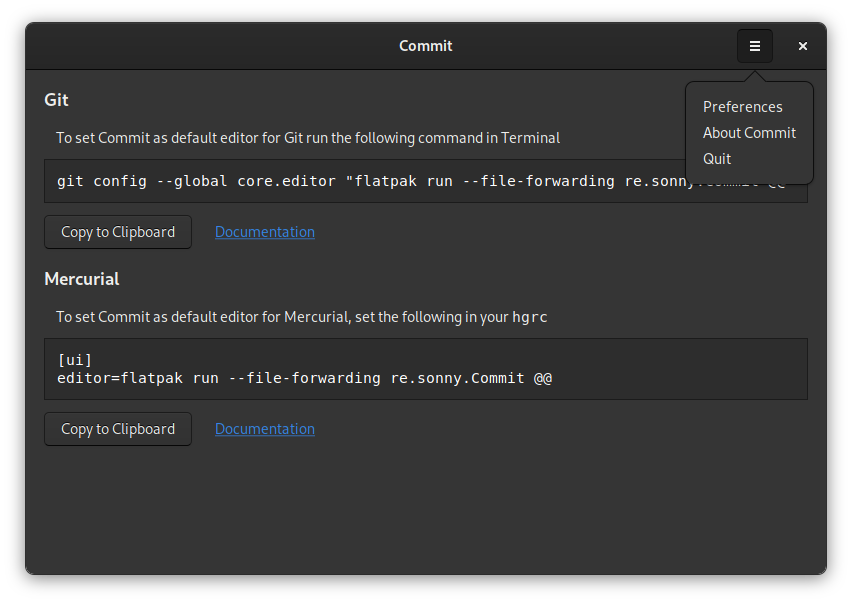 Commit
Preferences
About Commit
Quit
Git
To set Commit as default editor for Git run the following command in Terminal
git config --global core.editor "flatpak run --file-forwarding re.sonny.Commit @@
Copy to Clipboard Documentation
Mercurial
To set Commit as default editor for Mercurial, set the following in your hgrc
[ui]
editor=flatpak run --file-forwarding re.sonny.Commit @@
Copy to Clipboard Documentation